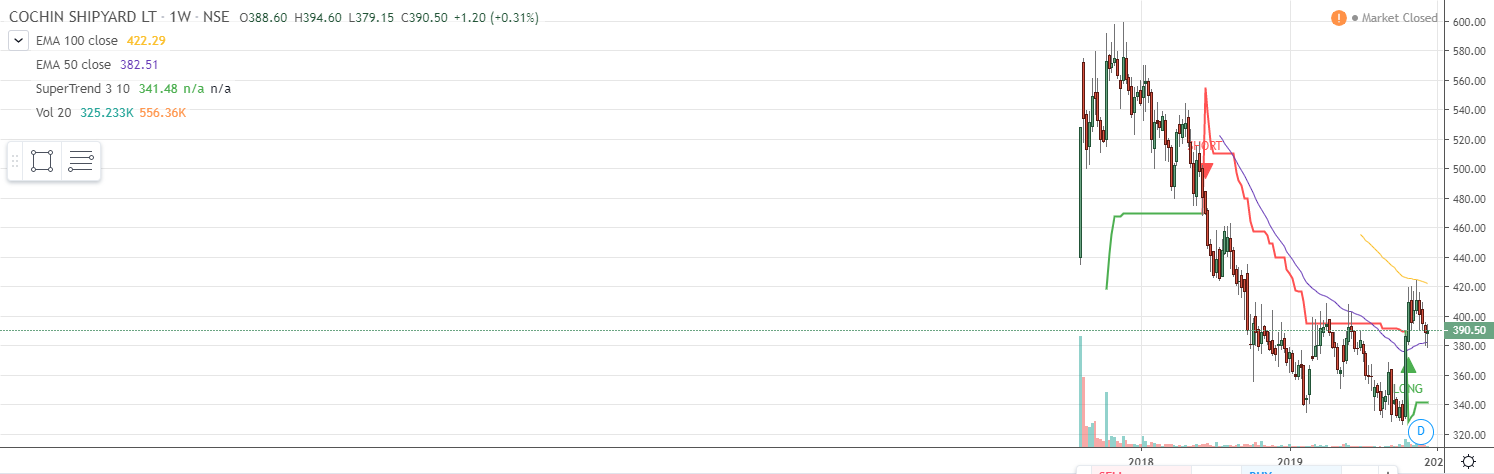 COCHIN SHIPYARD LT · 1W · NSE O388.60 H394.60 L379.15 C390.50 +1.20 (+0.31%)
! Market Closed
EMA 100 close 422.29
EMA 50 close 382.51
SuperTrend 3 10 341.48 n/a n/a
Vol 20 325.233K 556.36K
600.00
580.00
560.00
540.00
520.00
SHORT
500.00
480.00
460.00
440.00
420.00
400.00
390.50
380.00
360.00
LONG
340.00
D
320.00
2018 2019 202
SELL BUY